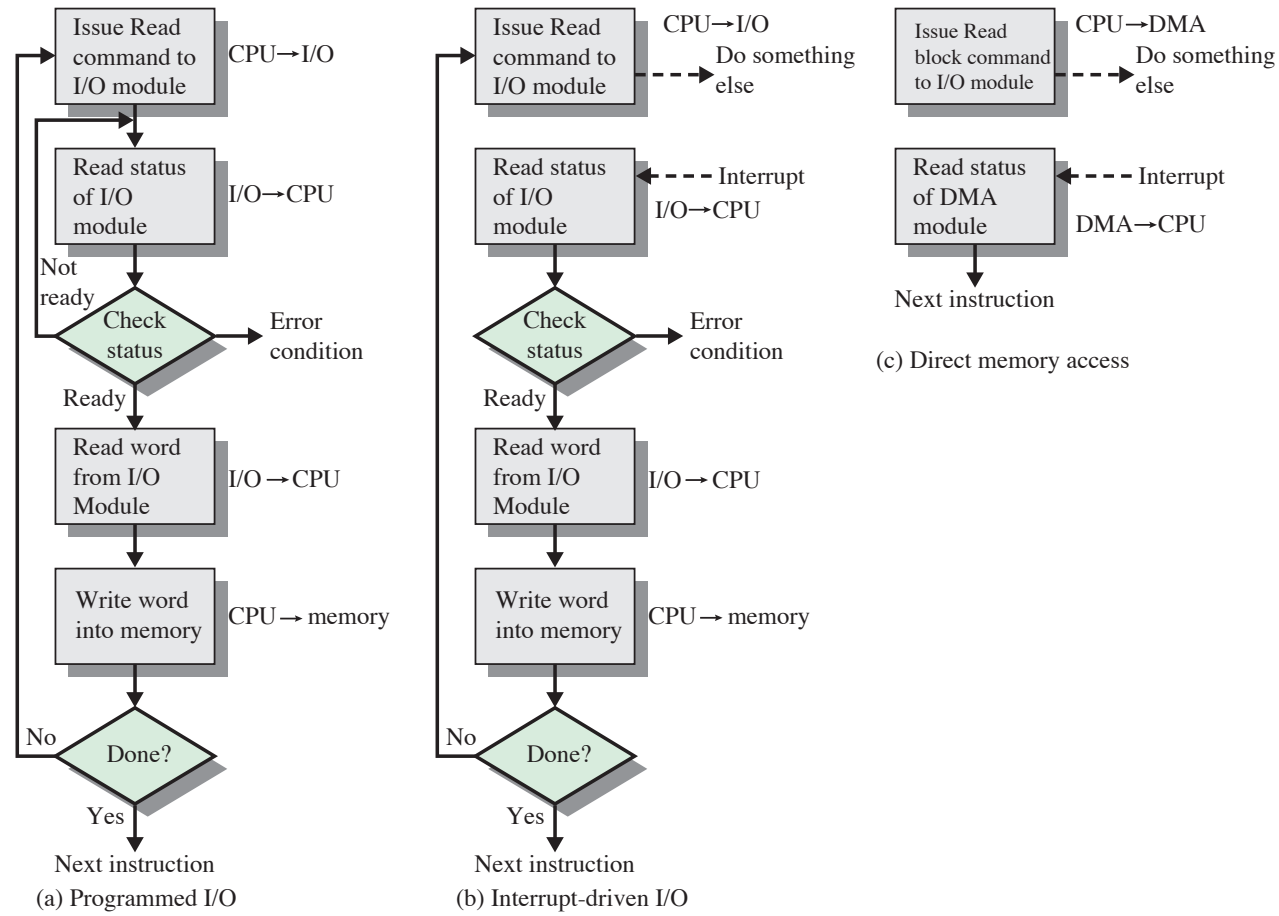 Issue Read
command to
I/O module
CPU→I/O
Read status
of I/O
module
I/O→CPU
Not
ready
Check
status
Error
condition
Ready
Read word
from I/O
Module
I/O→CPU
Write word
into memory
CPU→memory
No
Done?
Yes
Next instruction
(a) Programmed I/O
Issue Read
command to
I/O module
CPU→I/O
Do something
else
Read status
of I/O
module
Interrupt
I/O→CPU
Check
status
Error
condition
Ready
Read word
from I/O
Module
I/O→CPU
Write word
into memory
CPU→memory
No
Done?
Yes
Next instruction
(b) Interrupt-driven I/O
Issue Read
block command
to I/O module
CPU→DMA
Do something
else
Read status
of DMA
module
Interrupt
DMA→CPU
Next instruction
(c) Direct memory access